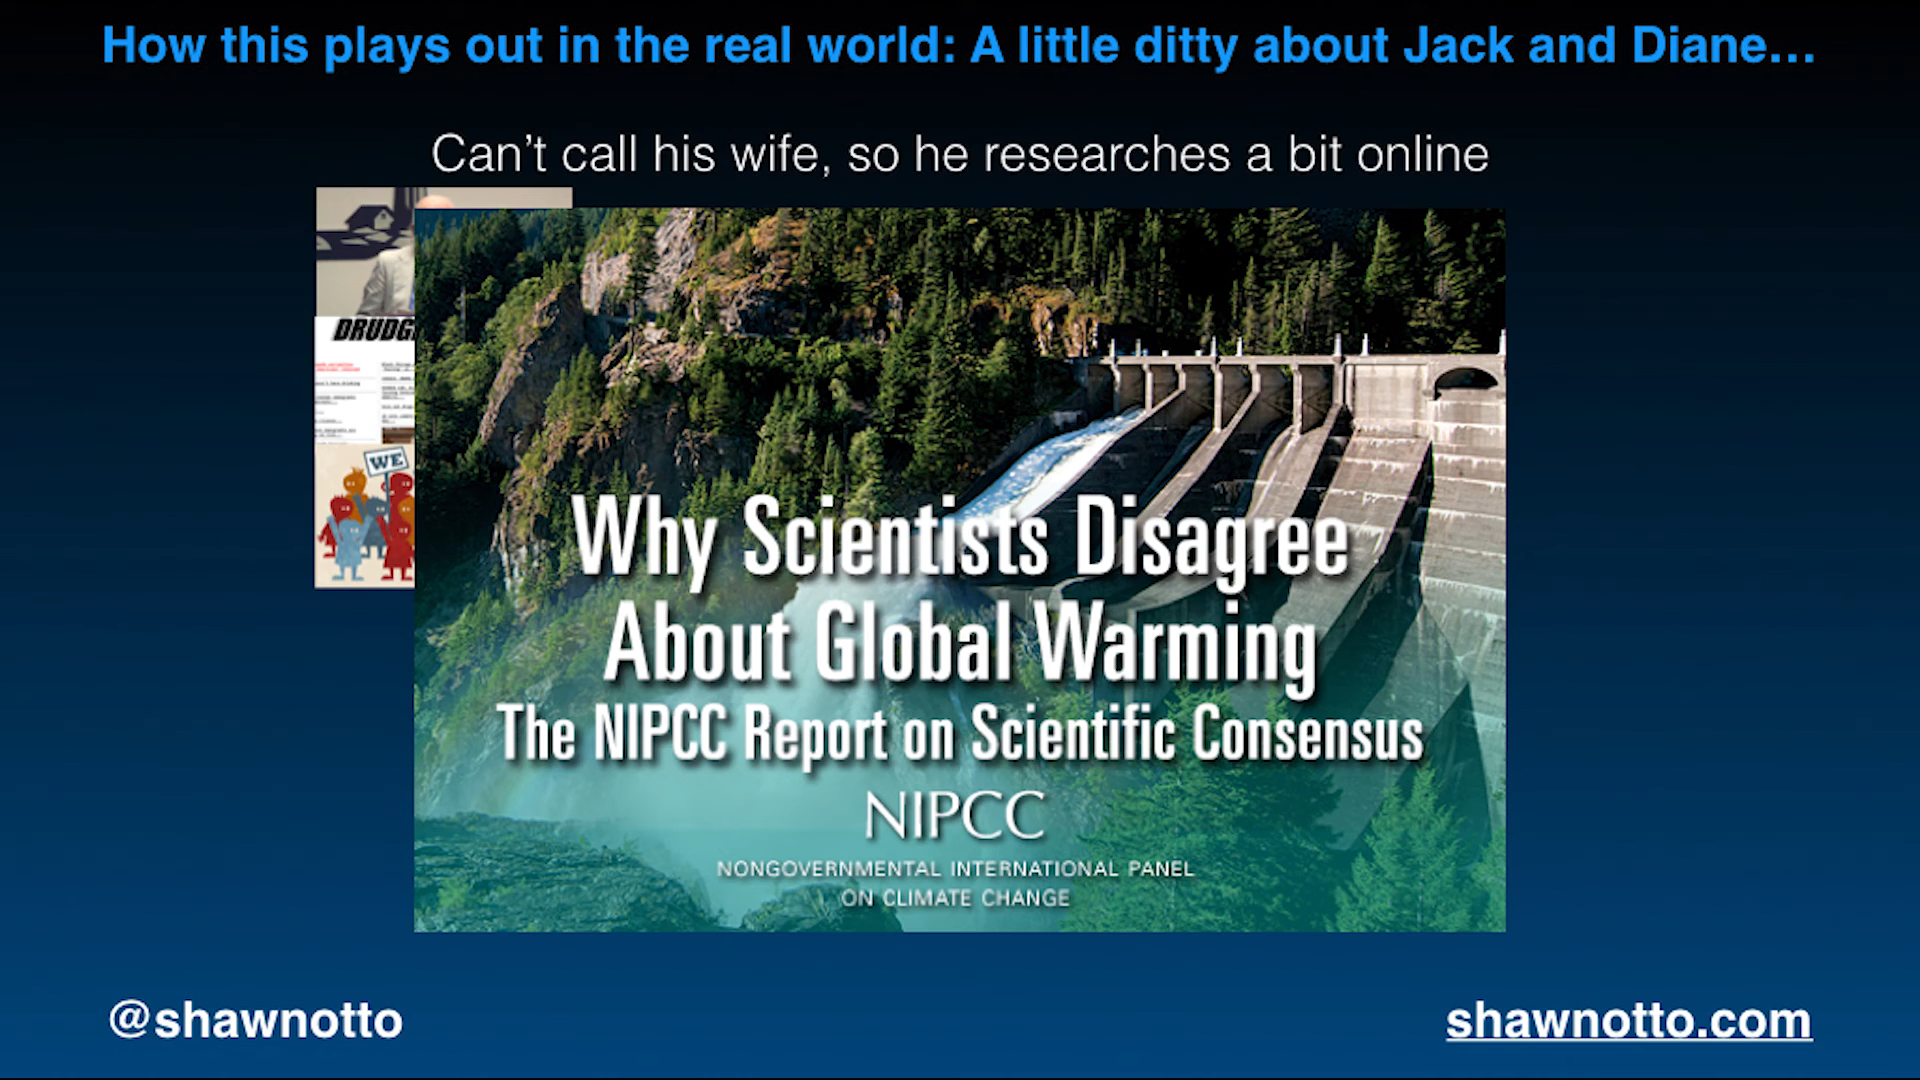 How this plays out in the real world: A little ditty about Jack and Diane…
Can't call his wife, so he researches a bit online
DRUDG
WE
Why Scientists Disagree
About Global Warming
The NIPCC Report on Scientific Consensus
NIPCC
NONGOVERNMENTAL INTERNATIONAL PANEL
ON CLIMATE CHANGE
@shawnotto
shawnotto.com